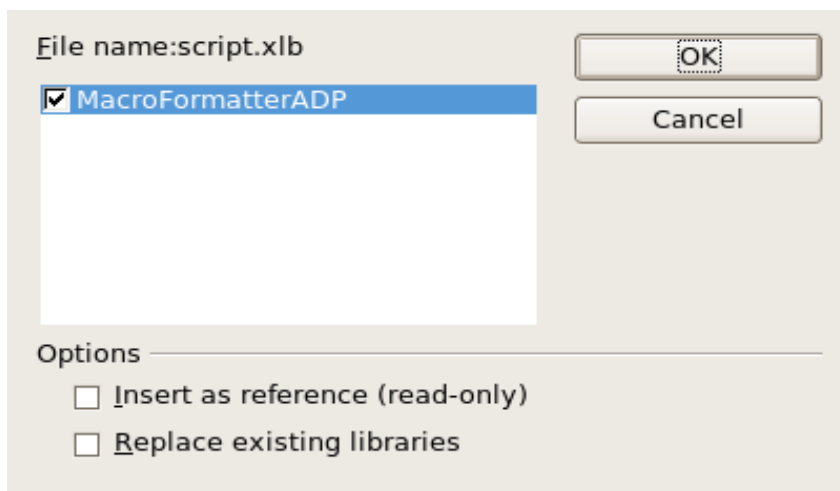 File name:script.xlb
OK
MacroFormatterADP
Cancel
Options
Insert as reference (read-only)
Replace existing libraries